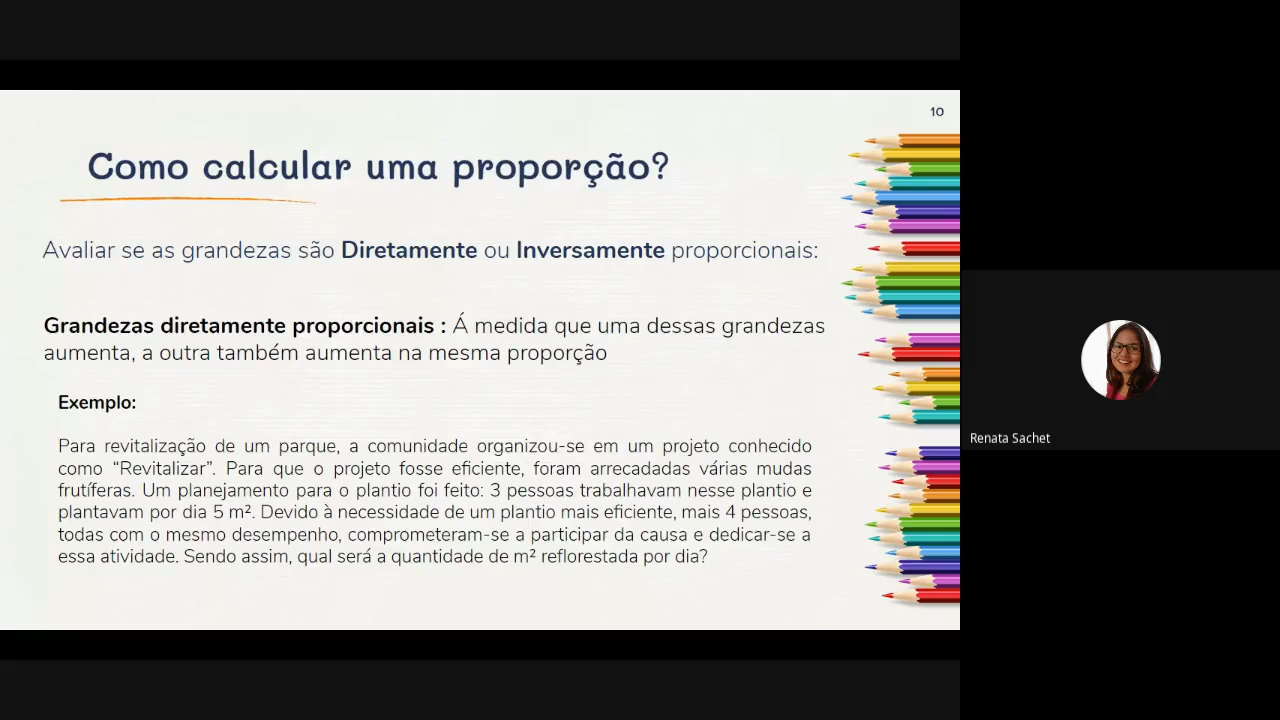 10
Como calcular uma proporção?
Avaliar se as grandezas são Diretamente ou Inversamente proporcionais:
Grandezas diretamente proporcionais : Á medida que uma dessas grandezas
aumenta, a outra também aumenta na mesma proporção
Exemplo:
Para revitalização de um parque, a comunidade organizou-se em um projeto conhecido
como “Revitalizar”. Para que o projeto fosse eficiente, foram arrecadadas várias mudas
frutíferas. Um planejamento para o plantio foi feito: 3 pessoas trabalhavam nesse plantio e
plantavam por dia 5 m². Devido à necessidade de um plantio mais eficiente, mais 4 pessoas,
todas com o mesmo desempenho, comprometeram-se a participar da causa e dedicar-se a
essa atividade. Sendo assim, qual será a quantidade de m² reflorestada por dia?
Renata Sachet